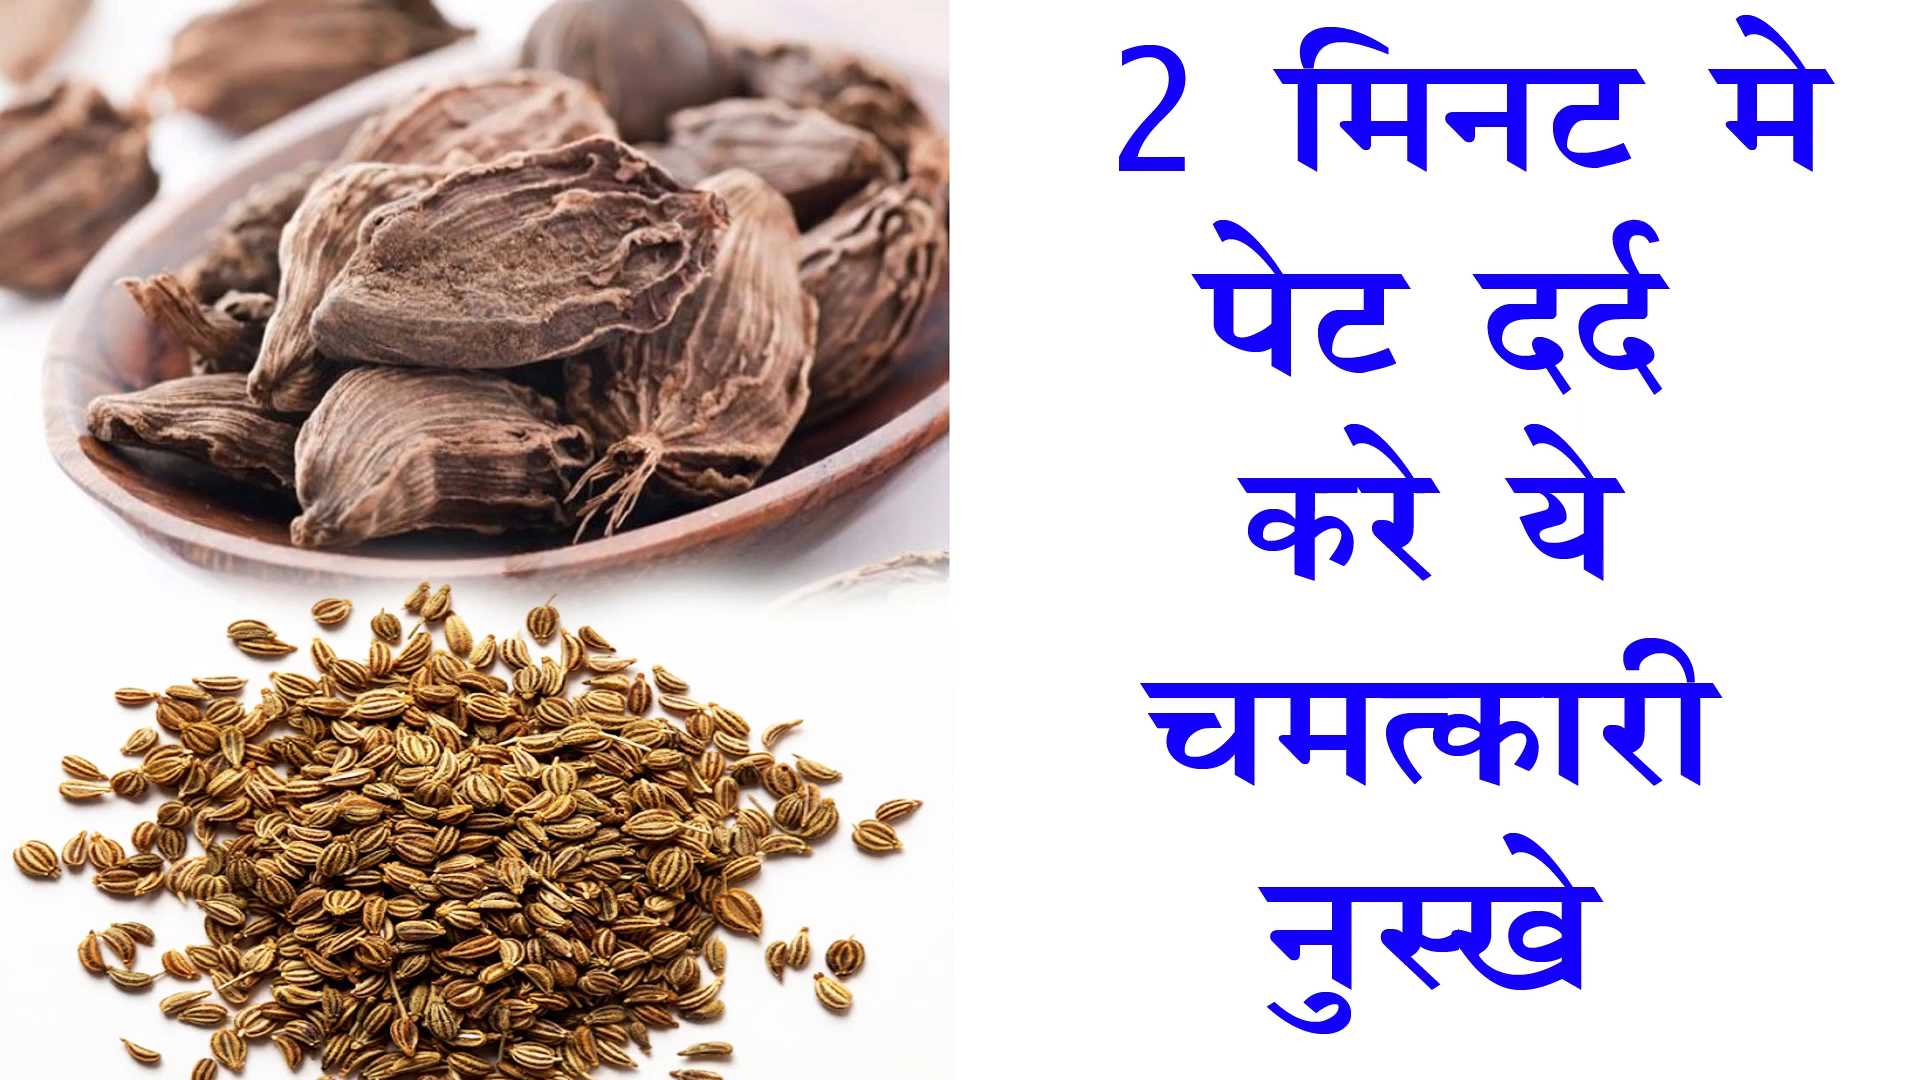 2 मिनट मे
पेट दर्द
करे ये
चमत्कारी
नुस्खे